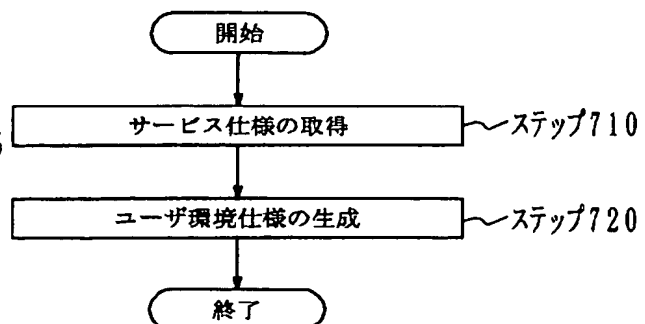 開始
サービス仕様の取得
ステップ710
ユーザ環境仕様の生成
ステップ720
終了